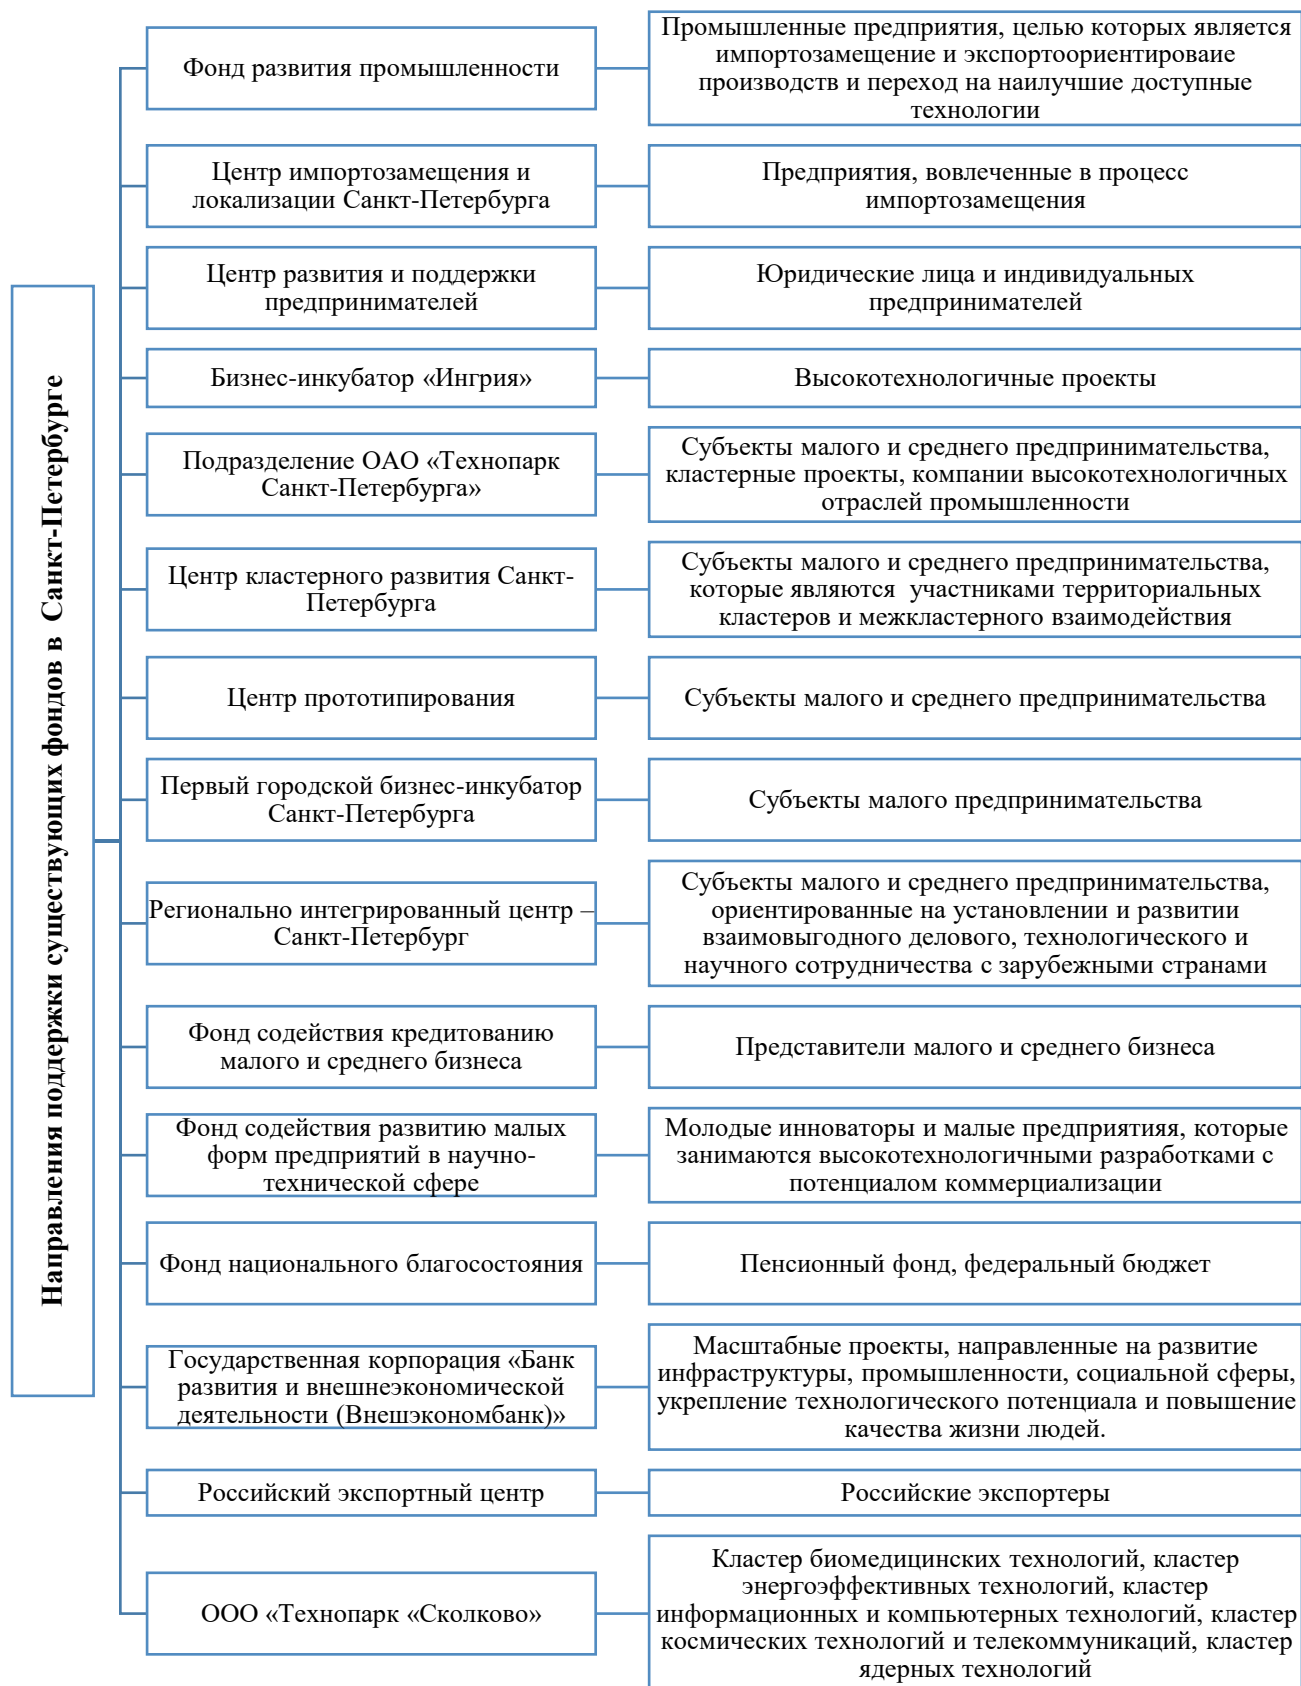 Направления поддержки существующих фондов в Санкт-Петербурге
Фонд развития промышленности
Промышленные предприятия, целью которых является
импортозамещение и экспортоориентироваие
производств и переход на наилучшие доступные
технологии
Центр импортозамещения и
локализации Санкт-Петербурга
Предприятия, вовлеченные в процесс
импортозамещения
Центр развития и поддержки
предпринимателей
Юридические лица и индивидуальных
предпринимателей
Бизнес-инкубатор «Ингрия»
Высокотехнологичные проекты
Подразделение ОАО «Технопарк
Санкт-Петербурга»
Субъекты малого и среднего предпринимательства,
кластерные проекты, компании высокотехнологичных
отраслей промышленности
Центр кластерного развития Санкт-
Петербурга
Субъекты малого и среднего предпринимательства,
которые являются  участниками территориальных
кластеров и межкластерного взаимодействия
Центр прототипирования
Субъекты малого и среднего предпринимательства
Первый городской бизнес-инкубатор
Санкт-Петербурга
Субъекты малого предпринимательства
Регионально интегрированный центр –
Санкт-Петербург
Субъекты малого и среднего предпринимательства,
ориентированные на установлении и развитии
взаимовыгодного делового, технологического и
научного сотрудничества с зарубежными странами
Фонд содействия кредитованию
малого и среднего бизнеса
Представители малого и среднего бизнеса
Фонд содействия развитию малых
форм предприятий в научно-
технической сфере
Молодые инноваторы и малые предприятияя, которые
занимаются высокотехнологичными разработками с
потенциалом коммерциализации
Фонд национального благосостояния
Пенсионный фонд, федеральный бюджет
Государственная корпорация «Банк
развития и внешнеэкономической
деятельности (Внешэкономбанк)»
Масштабные проекты, направленные на развитие
инфраструктуры, промышленности, социальной сферы,
укрепление технологического потенциала и повышение
качества жизни людей.
Российский экспортный центр
Российские экспортеры
ООО «Технопарк «Сколково»
Кластер биомедицинских технологий, кластер
энергоэффективных технологий, кластер
информационных и компьютерных технологий, кластер
космических технологий и телекоммуникаций, кластер
ядерных технологий